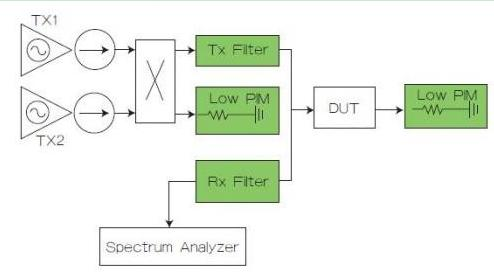 TX1
Tx Filter
Low PIM
Low PIM
DUT
TX2
Rx Filter
Spectrum Analyzer